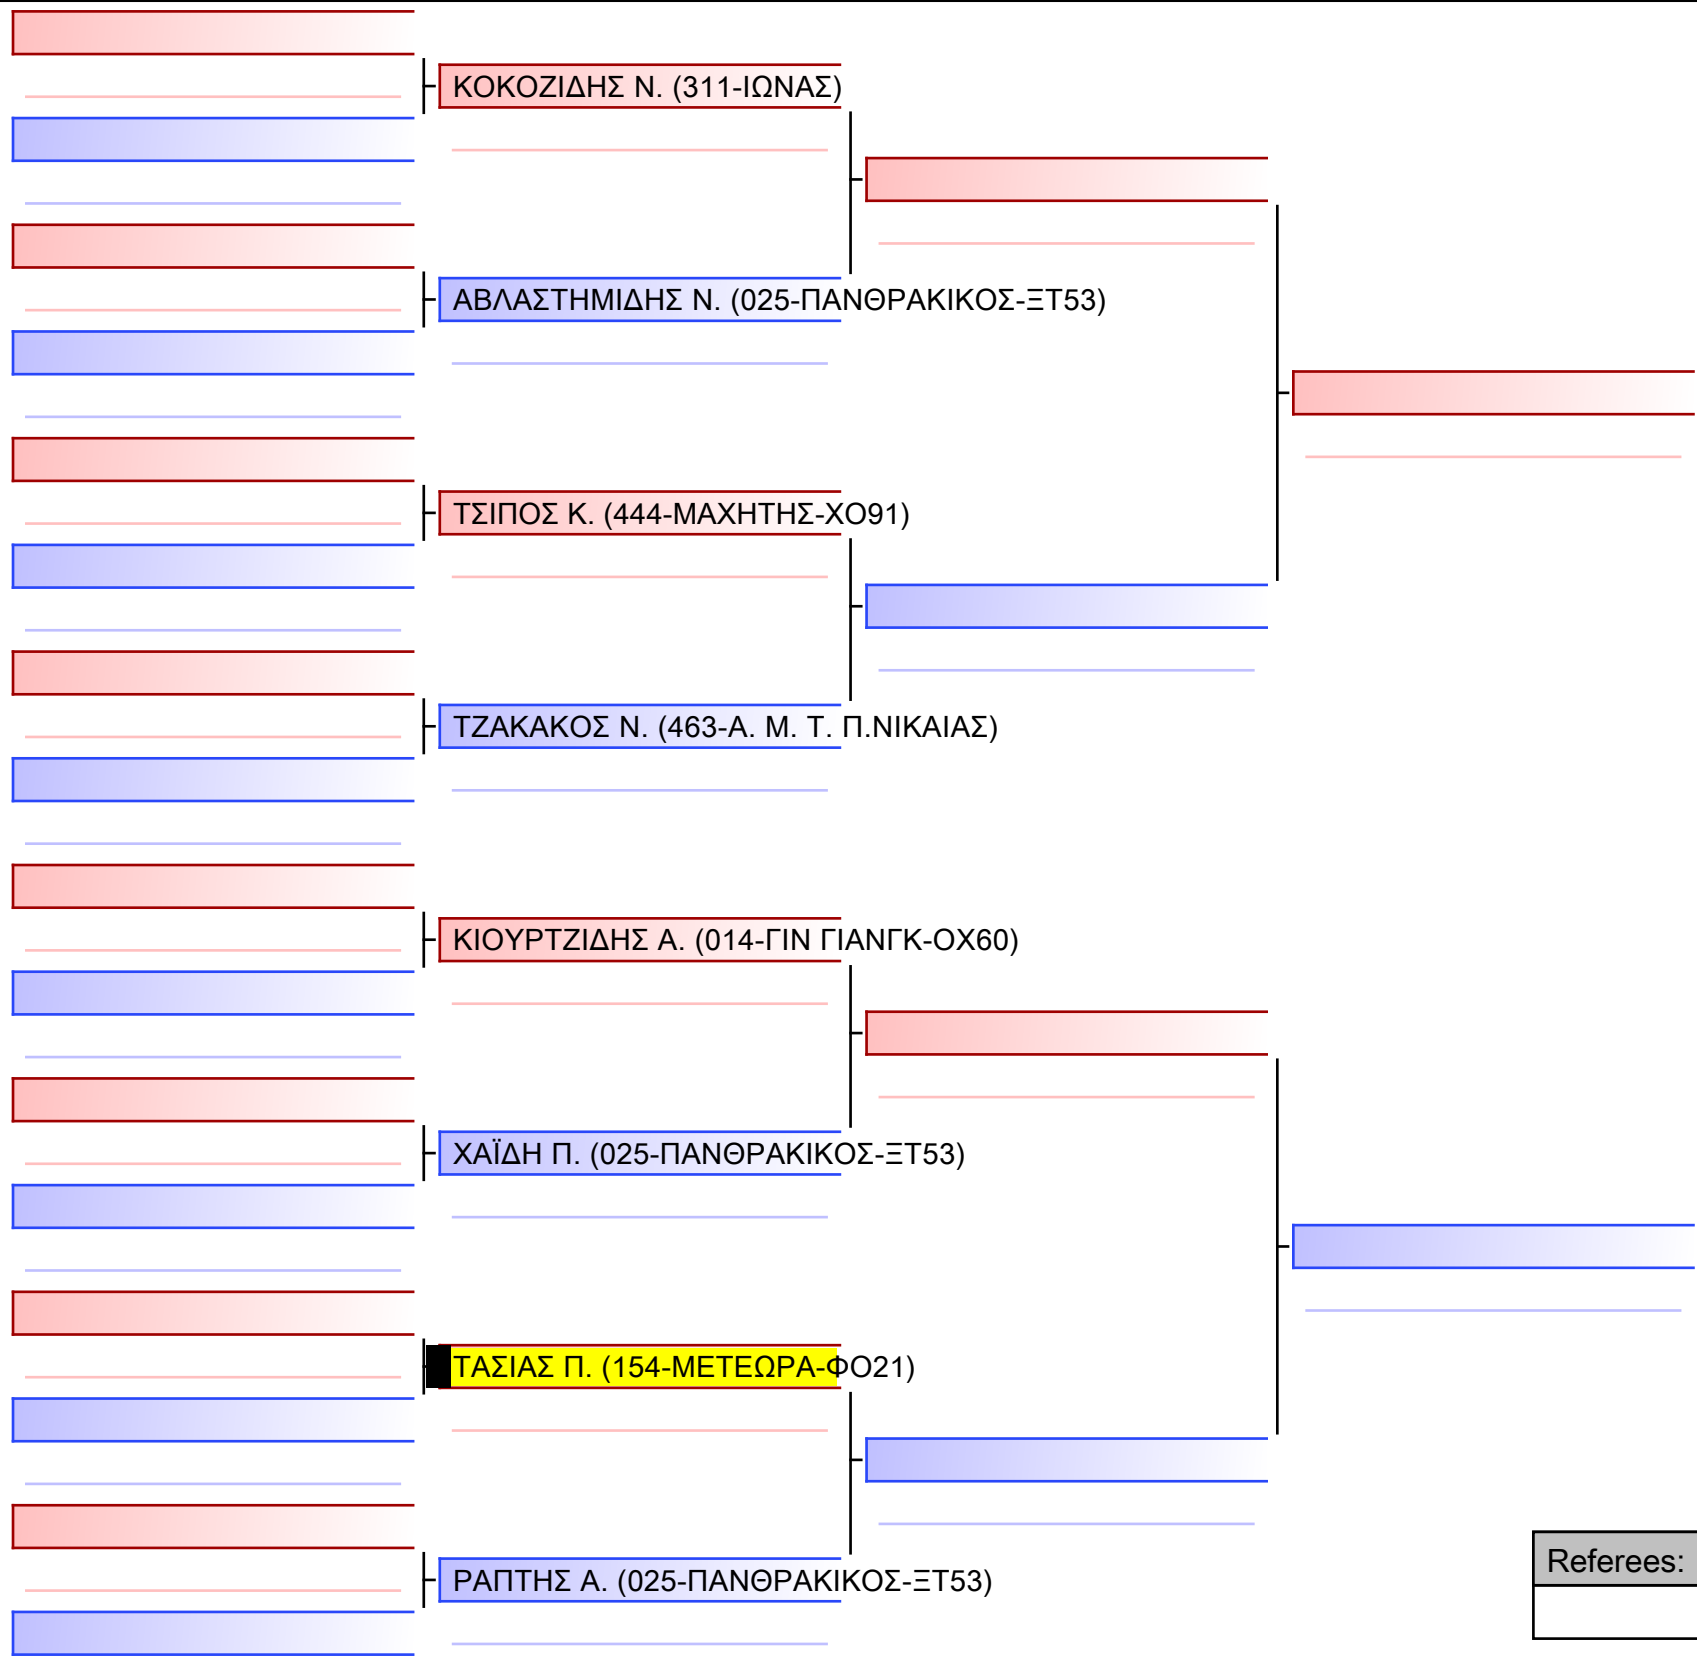 ΚΟΚΟΖΙΔΗΣ Ν. (311-ΙΩΝΑΣ)
ΑΒΛΑΣΤΗΜΙΔΗΣ Ν. (025-ΠΑΝΘΡΑΚΙΚΟΣ-ΞΤ53)
ΤΣΙΠΟΣ Κ. (444-ΜΑΧΗΤΗΣ-ΧΟ91)
ΤΖΑΚΑΚΟΣ Ν. (463-Α. Μ. Τ. Π.ΝΙΚΑΙΑΣ)
ΚΙΟΥΡΤΖΙΔΗΣ Α. (014-ΓΙΝ ΓΙΑΝΓΚ-ΟΧ60)
ΧΑΪΔΗ Π. (025-ΠΑΝΘΡΑΚΙΚΟΣ-ΞΤ53)
ΤΑΣΙΑΣ Π. (154-ΜΕΤΕΩΡΑ-ΦΟ21)
ΡΑΠΤΗΣ Α. (025-ΠΑΝΘΡΑΚΙΚΟΣ-ΞΤ53)
Referees: